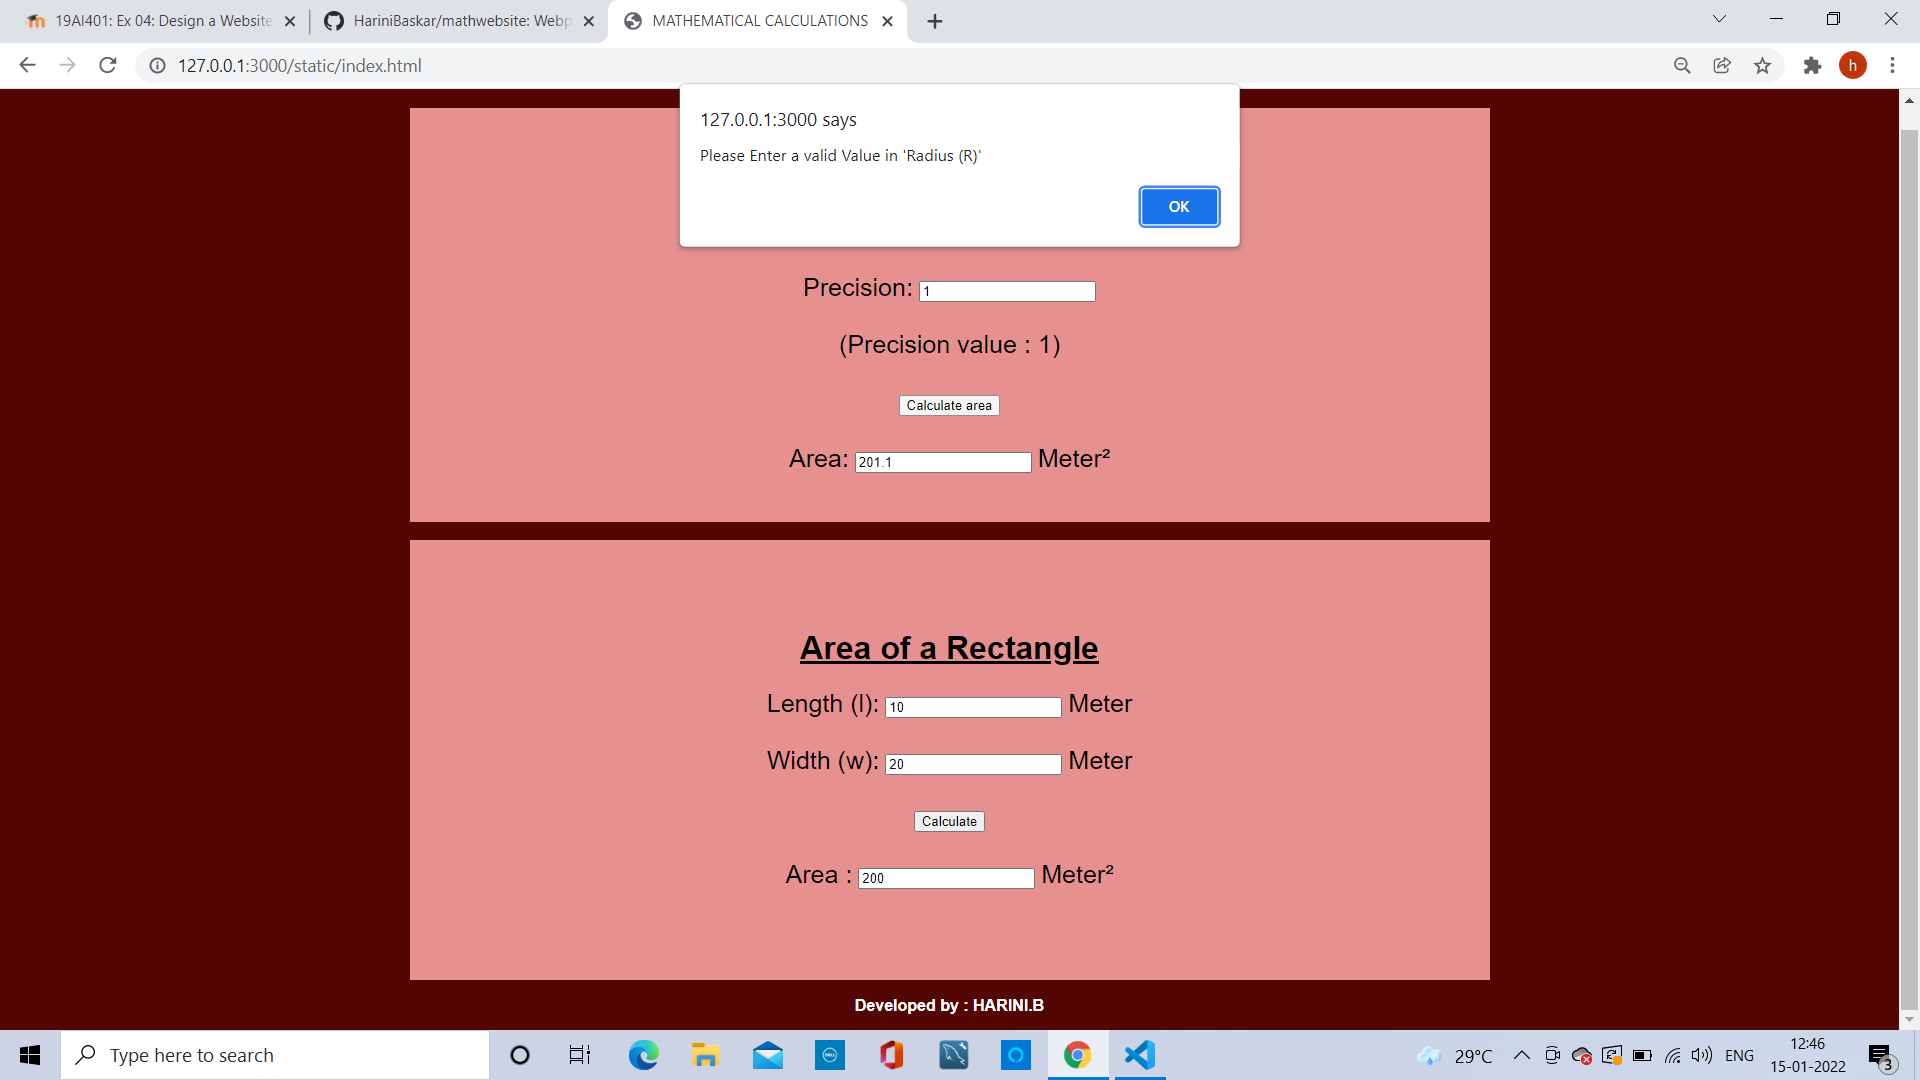 19AI401: Ex 04: Design a Website
HariniBaskar/mathwebsite: Webp
MATHEMATICAL CALCULATIONS
127.0.0.1:3000/static/index.html
h
127.0.0.1:3000 says
Please Enter a valid Value in 'Radius (R)'
OK
Precision: 1
(Precision value : 1)
Calculate area
Area: 201.1 Meter²
Area of a Rectangle
Length (l): 10 Meter
Width (w): 20 Meter
Calculate
Area : 200 Meter²
Developed by : HARINI.B
Type here to search
DELL
29°C
ENG
12:46
15-01-2022
3